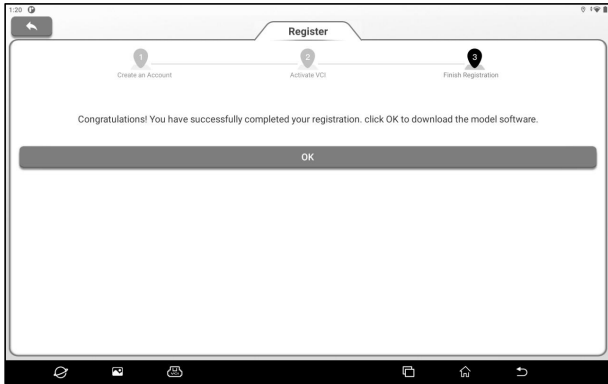 1:20
Register
1
2
3
Create an Account
Activate VCI
Finish Registration
Congratulations! You have successfully completed your registration. click OK to download the model software.
OK
VCI